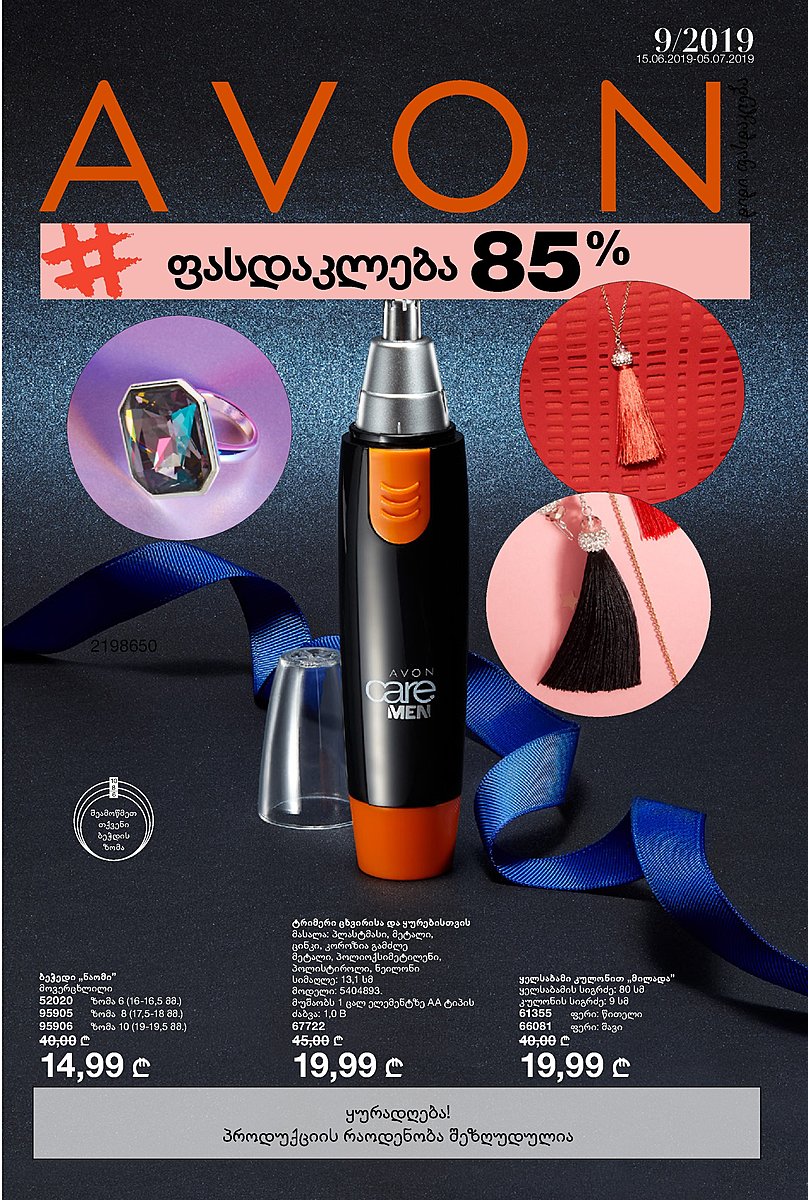 9/2019
15.06.2019-05.07.2019
AVON
# ფასდაკლება 85%
2198650
AVON
care
MEN
შეამოწმეთ
თქვენი
ბეჭდის
ზომა
ბეჭედი „ნაომი"
მოვერცხლილი
52020 ზომა 6 (16-16,5 მმ.)
95905 ზომა 8 (17,5-18 მმ.)
95906 ზომა 10 (19-19,5 მმ.)
40,00 ₾
14,99 ₾
ტრიმერი ცხვირისა და ყურებისთვის
მასალა: პლასტმასი, მეტალი,
ცინკი, კოროზია გამძლე
მეტალი, პოლიოქსიმეტილენი,
პოლისტიროლი, ნეილონი
სიმაღლე: 13,1 სმ
მოდელი: 5404893.
მუშაობს 1 ცალ ელემენტზე AA ტიპის
ძაბვა: 1,0 В
67722
45,00 ₾
19,99 ₾
ყელსაბამი კულონით „მილადა"
ყელსაბამის სიგრძე: 80 სმ
კულონის სიგრძე: 9 სმ
61355 ფერი: წითელი
66081 ფერი: შავი
40,00 ₾
19,99 ₾
ყურადღება!
პროდუქციის რაოდენობა შეზღუდულია